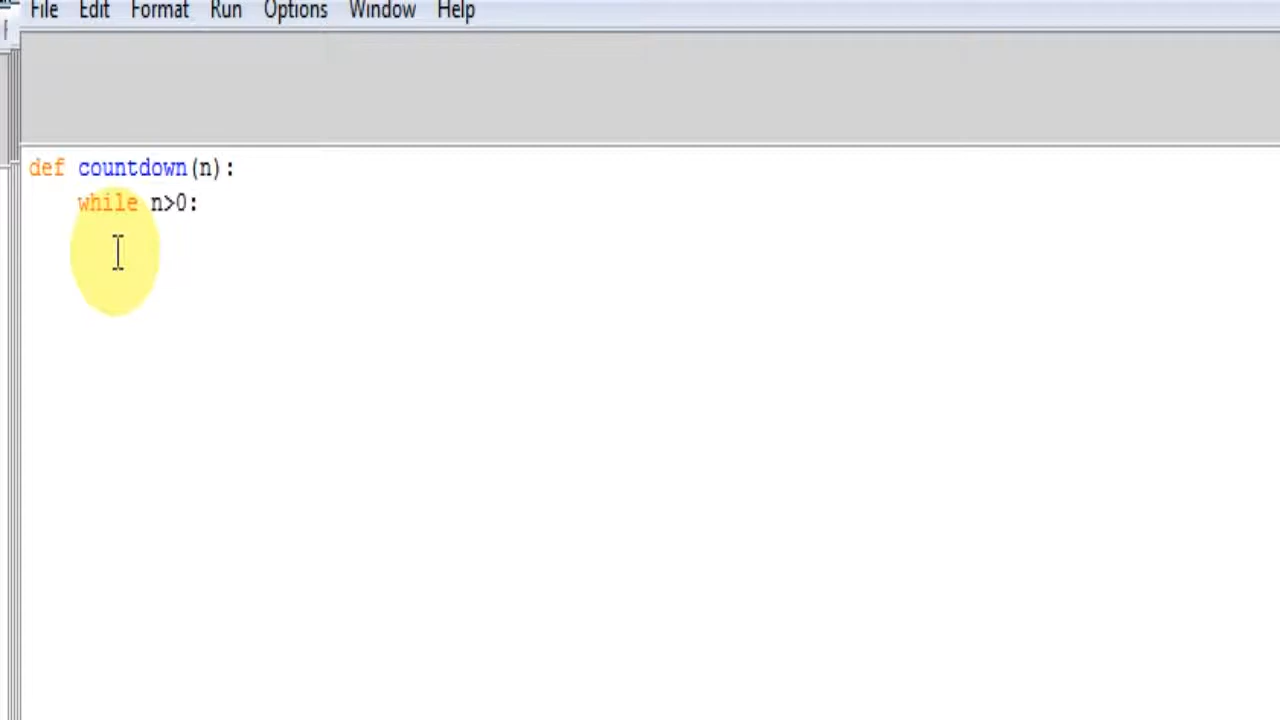 File Edit Format Run Options Window Help
def countdown(n):
    while n>0: